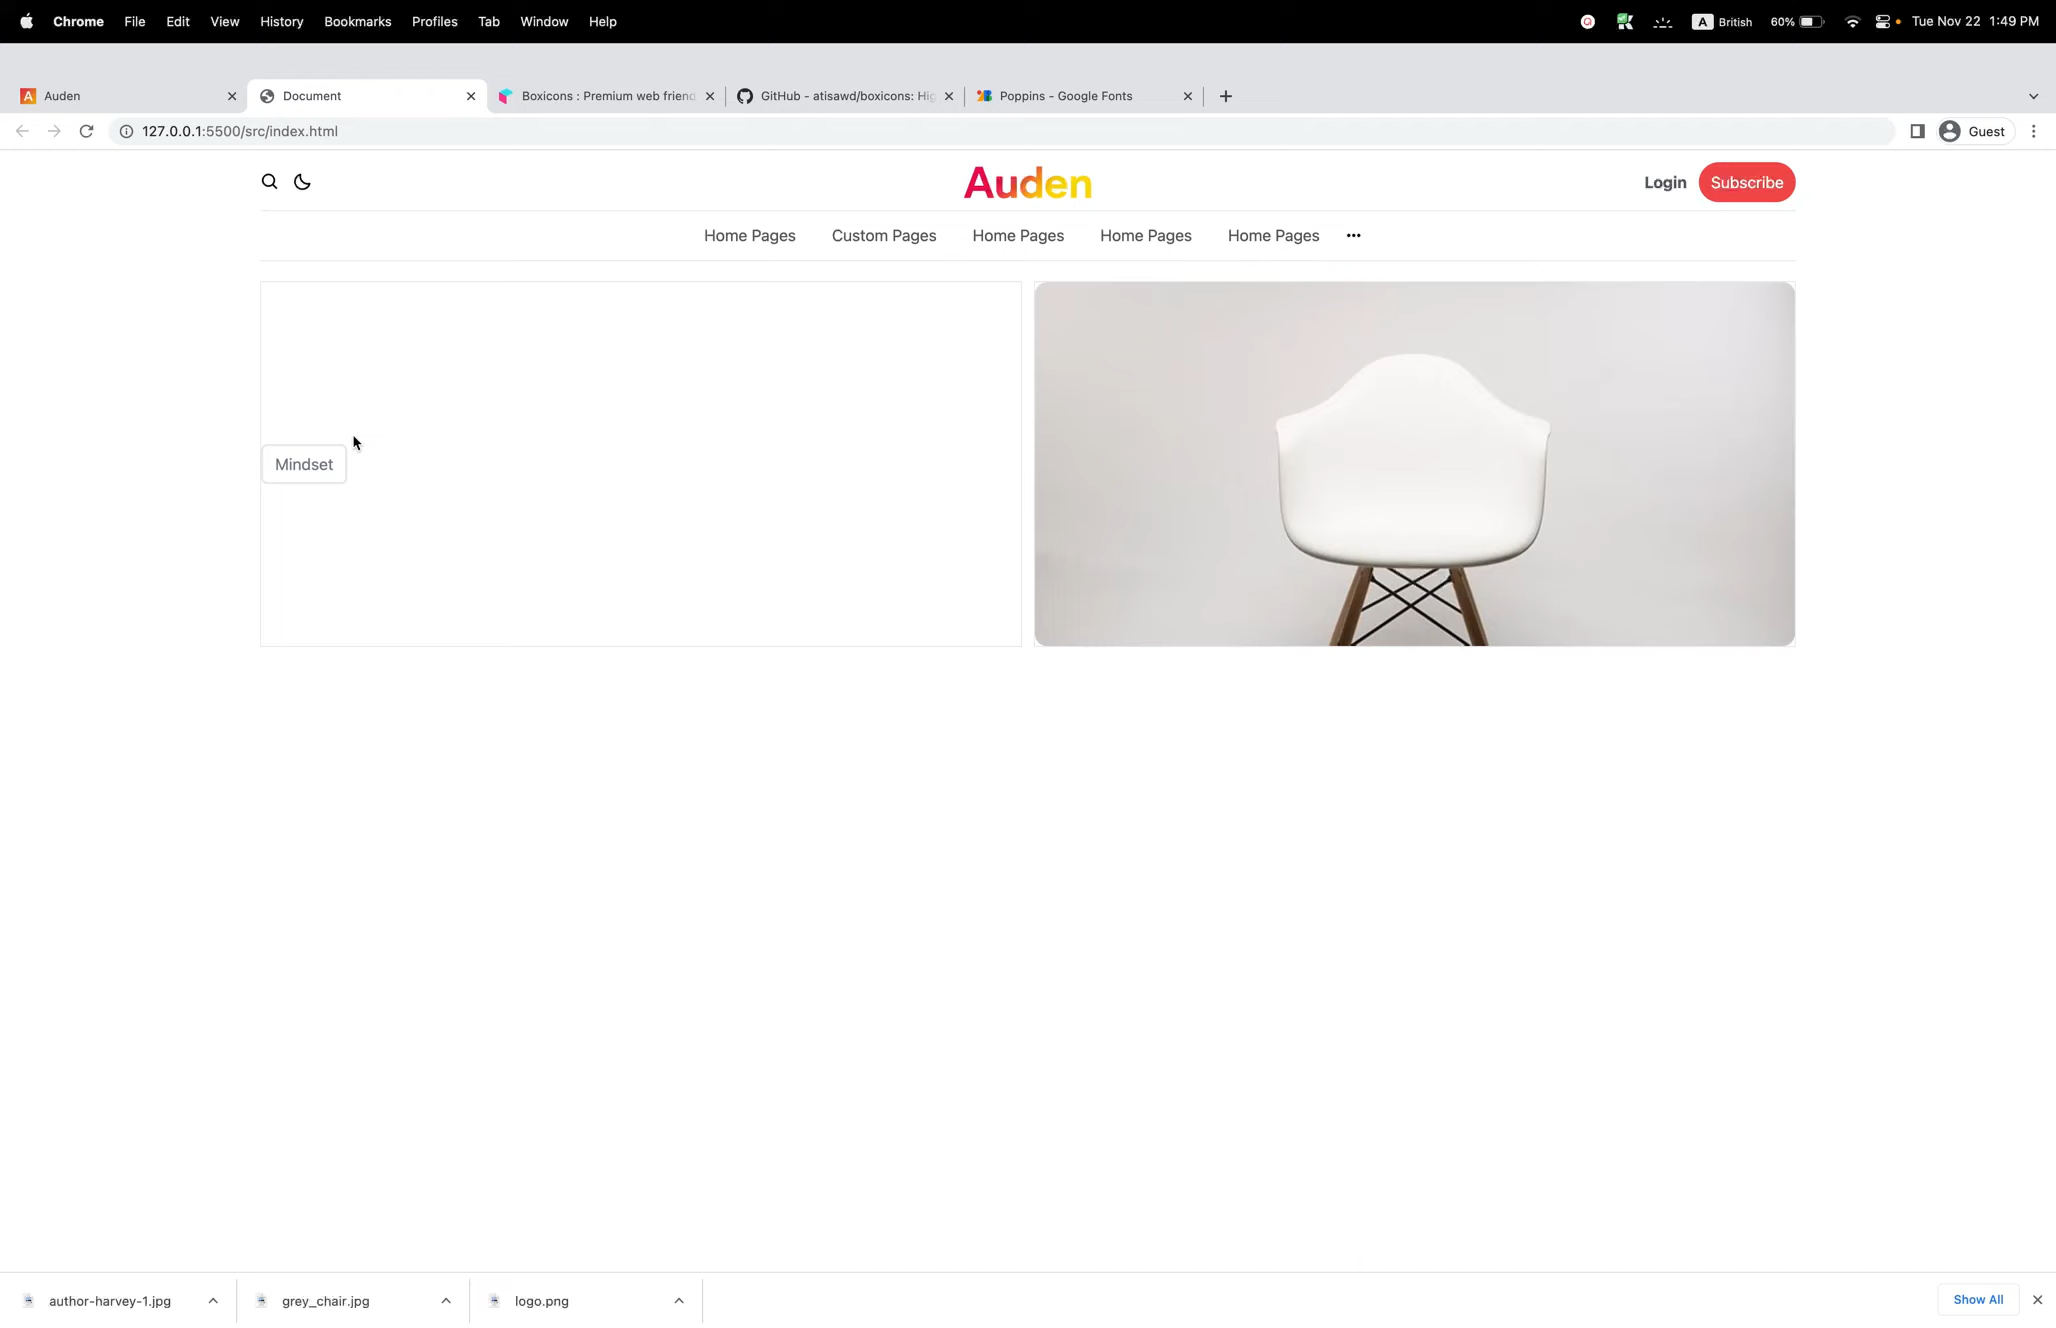 Chrome File Edit View History Bookmarks Profiles Tab Window Help A British 60% Tue Nov 22 1:49 PM
A Auden Document Boxicons : Premium web friend GitHub - atisawd/boxicons: Hig Poppins - Google Fonts
127.0.0.1:5500/src/index.html Guest
Auden Login Subscribe
Home Pages Custom Pages Home Pages Home Pages Home Pages
Mindset
author-harvey-1.jpg grey_chair.jpg logo.png Show All